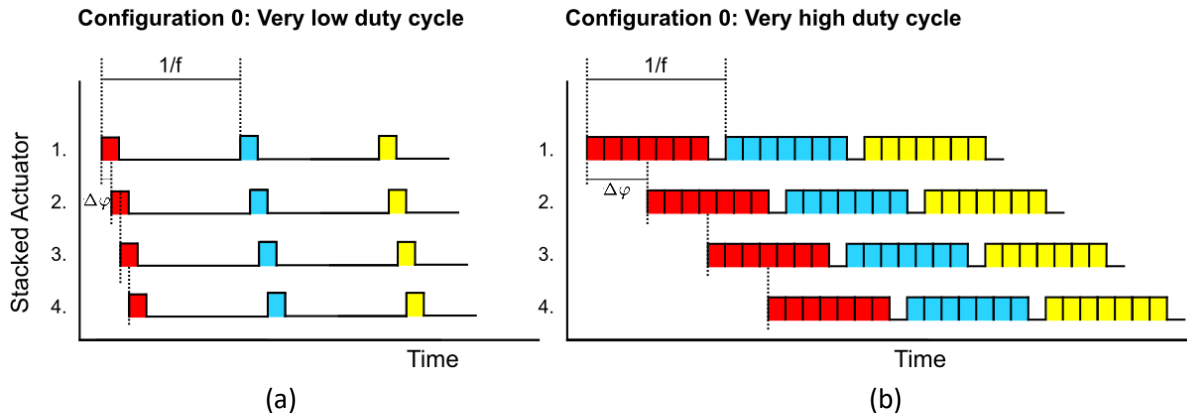 Configuration 0: Very low duty cycle
1/f
Stacked Actuator
1.
Δφ
2.
3.
4.
Time
(a)
Configuration 0: Very high duty cycle
1/f
1.
Δφ
2.
3.
4.
Time
(b)